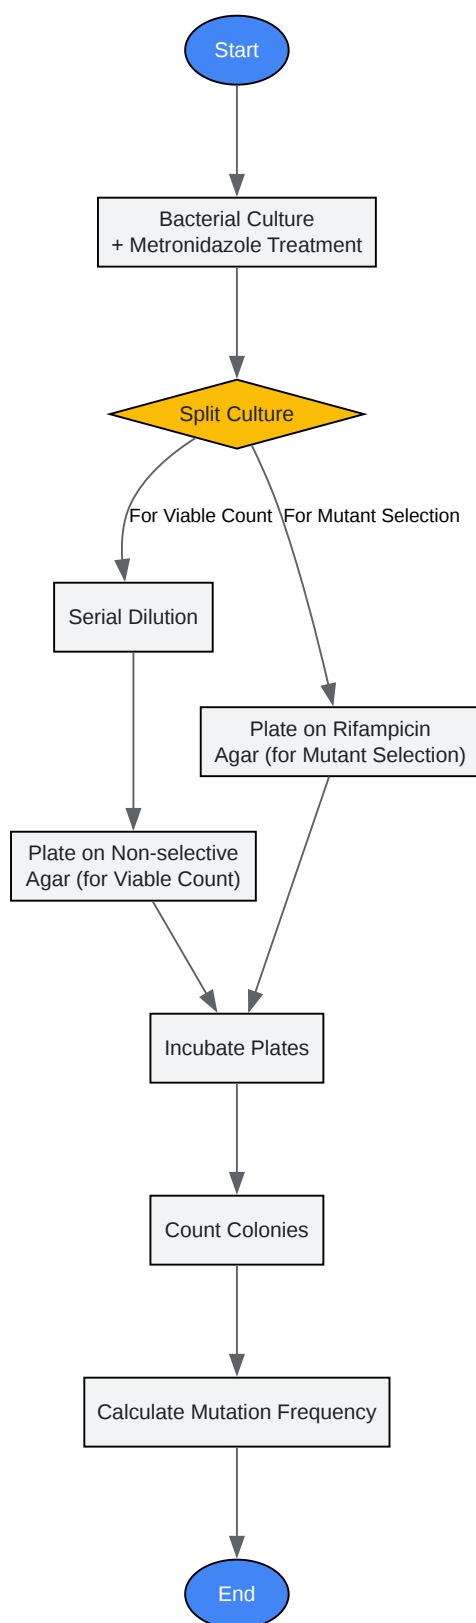 Start
Bacterial Culture
+ Metronidazole Treatment
Split Culture
For Viable Count
For Mutant Selection
Serial Dilution
Plate on Rifampicin
Agar (for Mutant Selection)
Plate on Non-selective
Agar (for Viable Count)
Incubate Plates
Count Colonies
Calculate Mutation Frequency
End